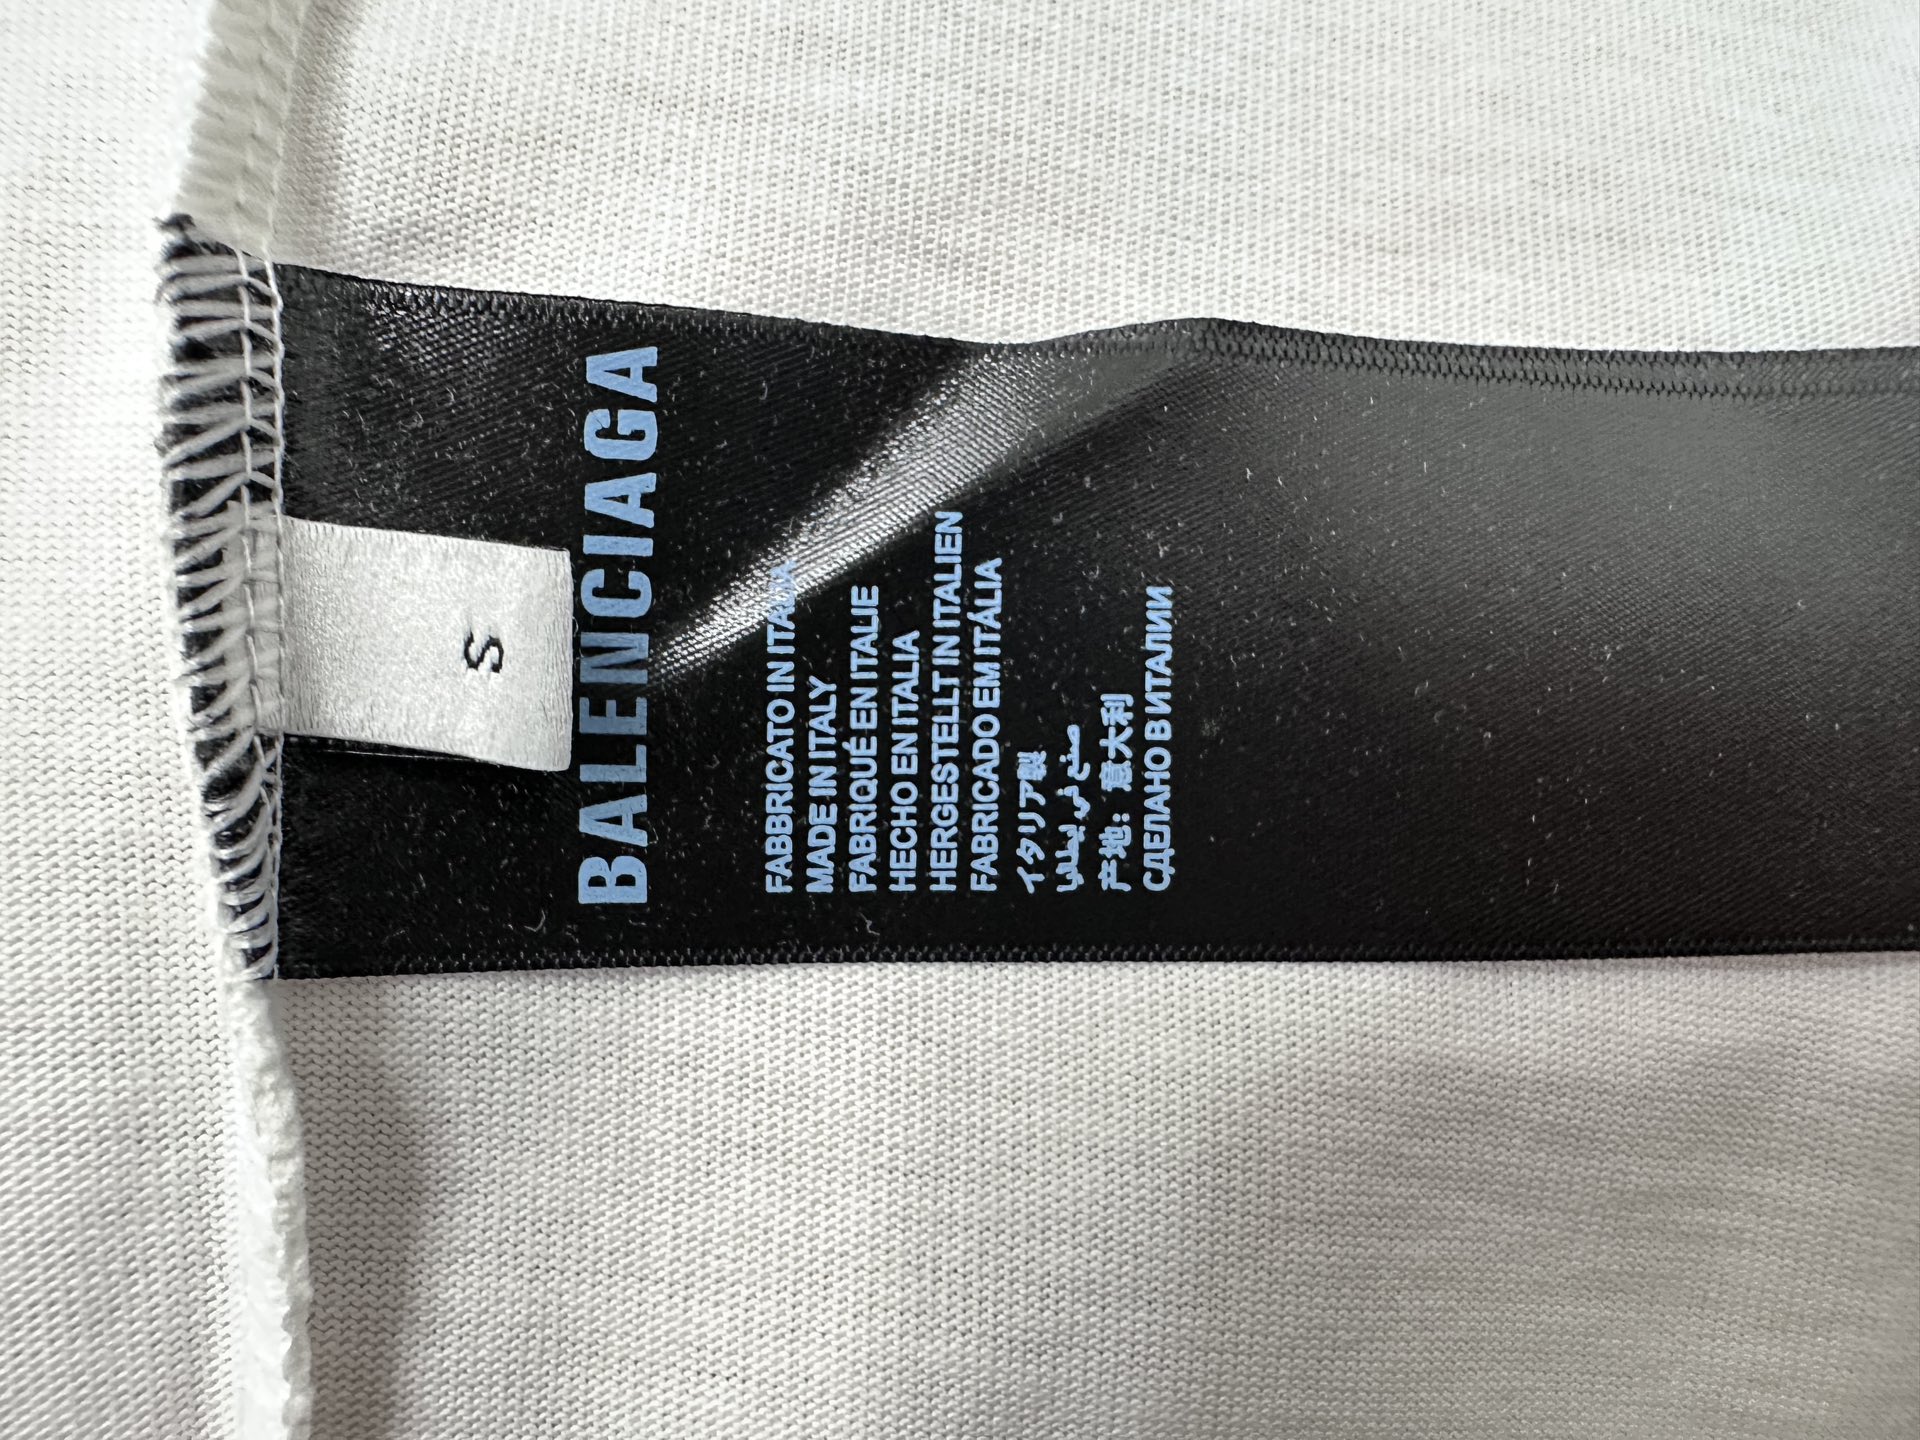 S
BALENCIAGA
FABBRICATO IN ITALIA
MADE IN ITALY
FABRIQUÉ EN ITALIE
HECHO EN ITALIA
HERGESTELLT IN ITALIEN
FABRICADO EM ITÁLIA
イタリア製
صنع في يطاليا
产地：意大利
СДЕЛАНО В ИТАЛИИ